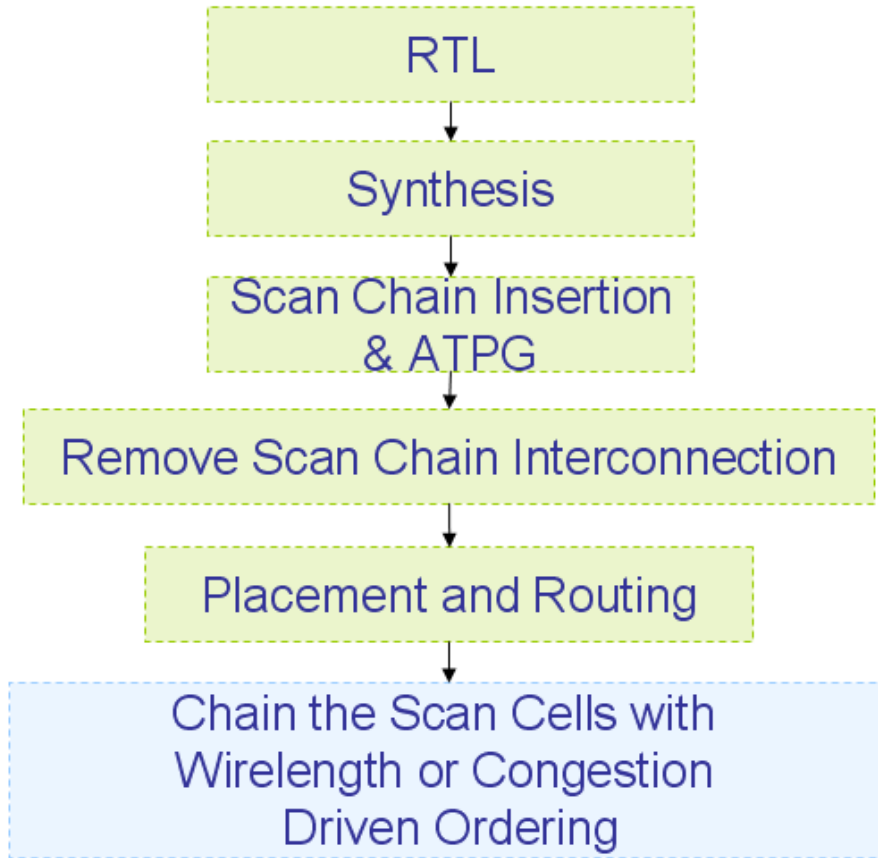 RTL
Synthesis
Scan Chain Insertion
& ATPG
Remove Scan Chain Interconnection
Placement and Routing
Chain the Scan Cells with
Wirelength or Congestion
Driven Ordering